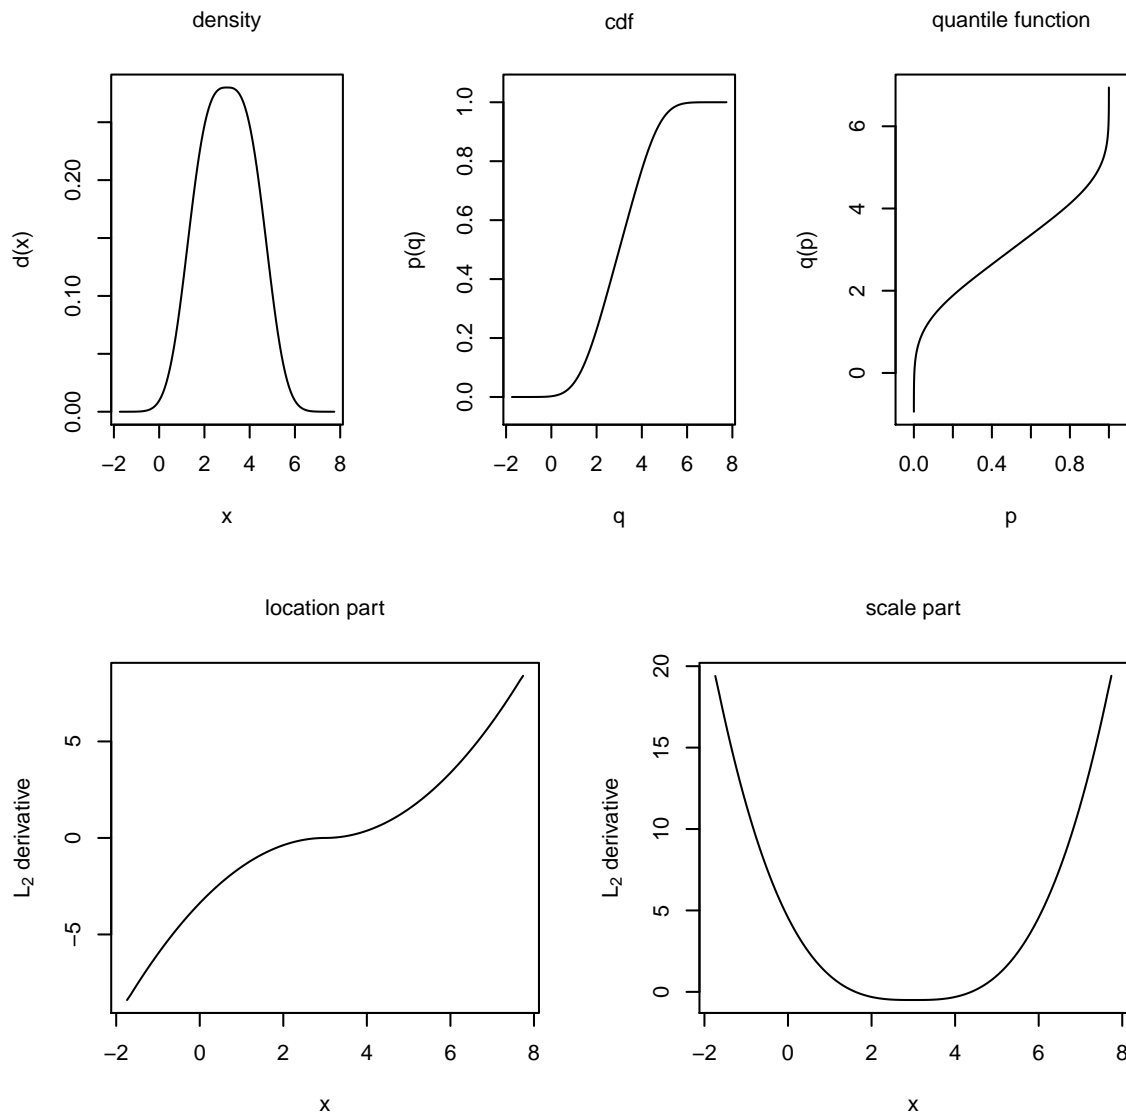 density
cdf
quantile function
d(x)
0.00
0.10
0.20
−2 0 2 4 6 8
x
p(q)
0.0
0.2
0.4
0.6
0.8
1.0
−2 0 2 4 6 8
q
q(p)
0
2
4
6
0.0 0.4 0.8
p
location part
scale part
L2 derivative
−5
0
5
−2 0 2 4 6 8
x
L2 derivative
0
5
10
15
20
−2 0 2 4 6 8
x